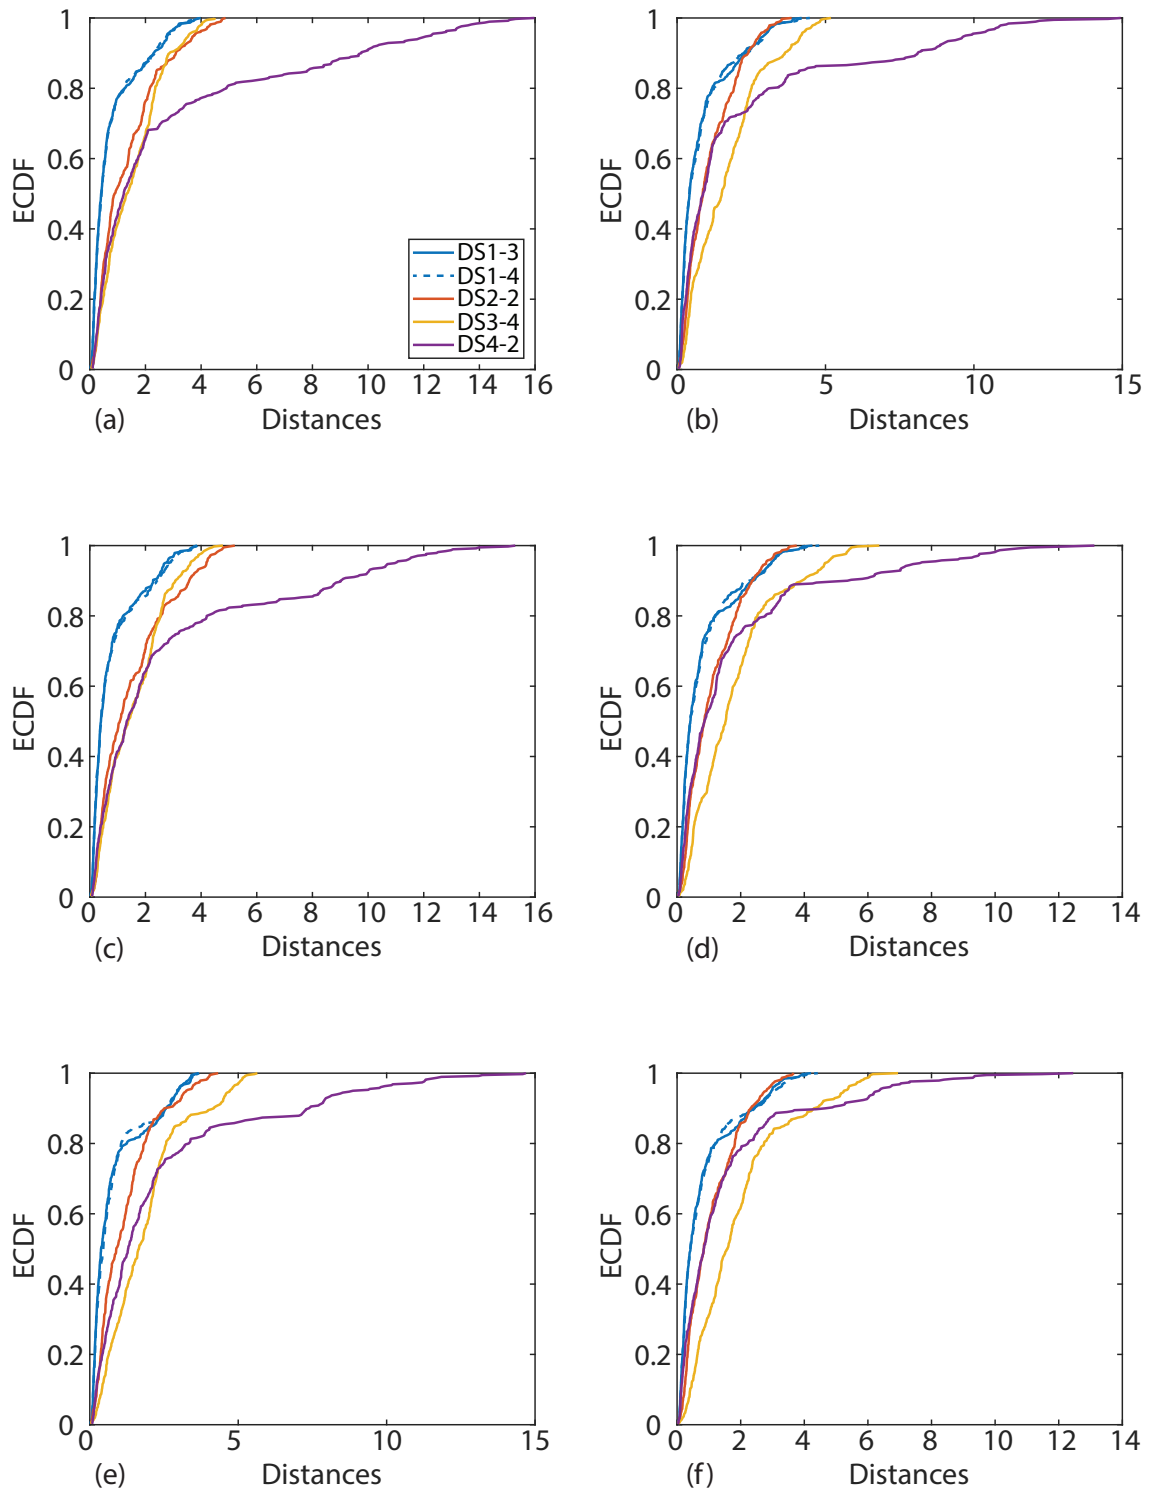 1
0.8
0.6
0.4
0.2
0
ECDF
DS1-3
DS1-4
DS2-2
DS3-4
DS4-2
0 2 4 6 8 10 12 14 16
(a) Distances
1
0.8
0.6
0.4
0.2
0
ECDF
0 5 10 15
(b) Distances
1
0.8
0.6
0.4
0.2
0
ECDF
0 2 4 6 8 10 12 14 16
(c) Distances
1
0.8
0.6
0.4
0.2
0
ECDF
0 2 4 6 8 10 12 14
(d) Distances
1
0.8
0.6
0.4
0.2
0
ECDF
0 5 10 15
(e) Distances
1
0.8
0.6
0.4
0.2
0
ECDF
0 2 4 6 8 10 12 14
(f) Distances